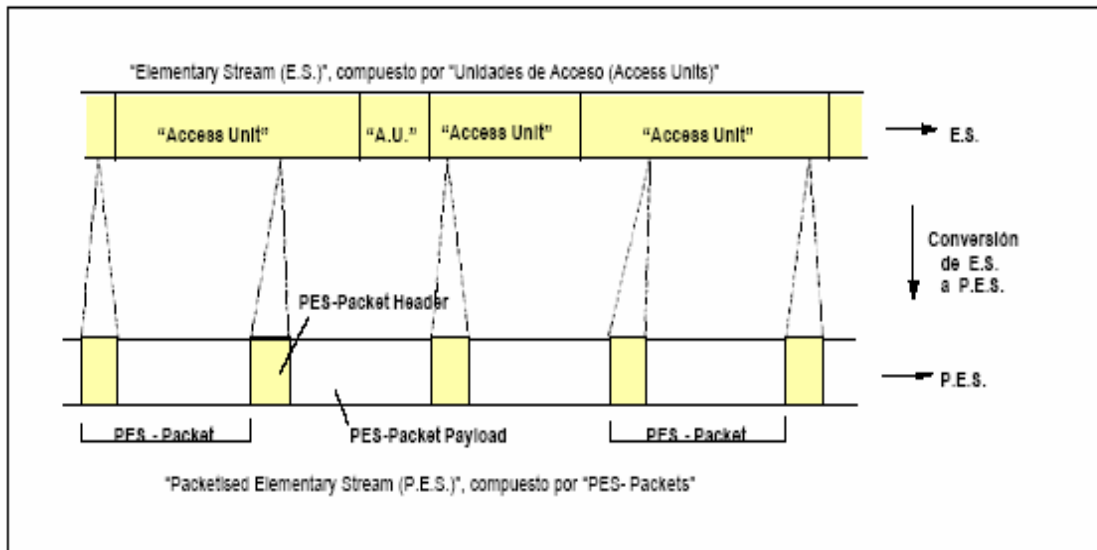 "Elementary Stream (E.S.)", compuesto por "Unidades de Acceso (Access Units)"
"Access Unit"
"A.U."
"Access Unit"
"Access Unit"
E.S.
Conversión
de E.S.
a P.E.S.
PES-Packet Header
P.E.S.
PES - Packet
PES-Packet Payload
PES - Packet
"Packetised Elementary Stream (P.E.S.)", compuesto por "PES- Packets"